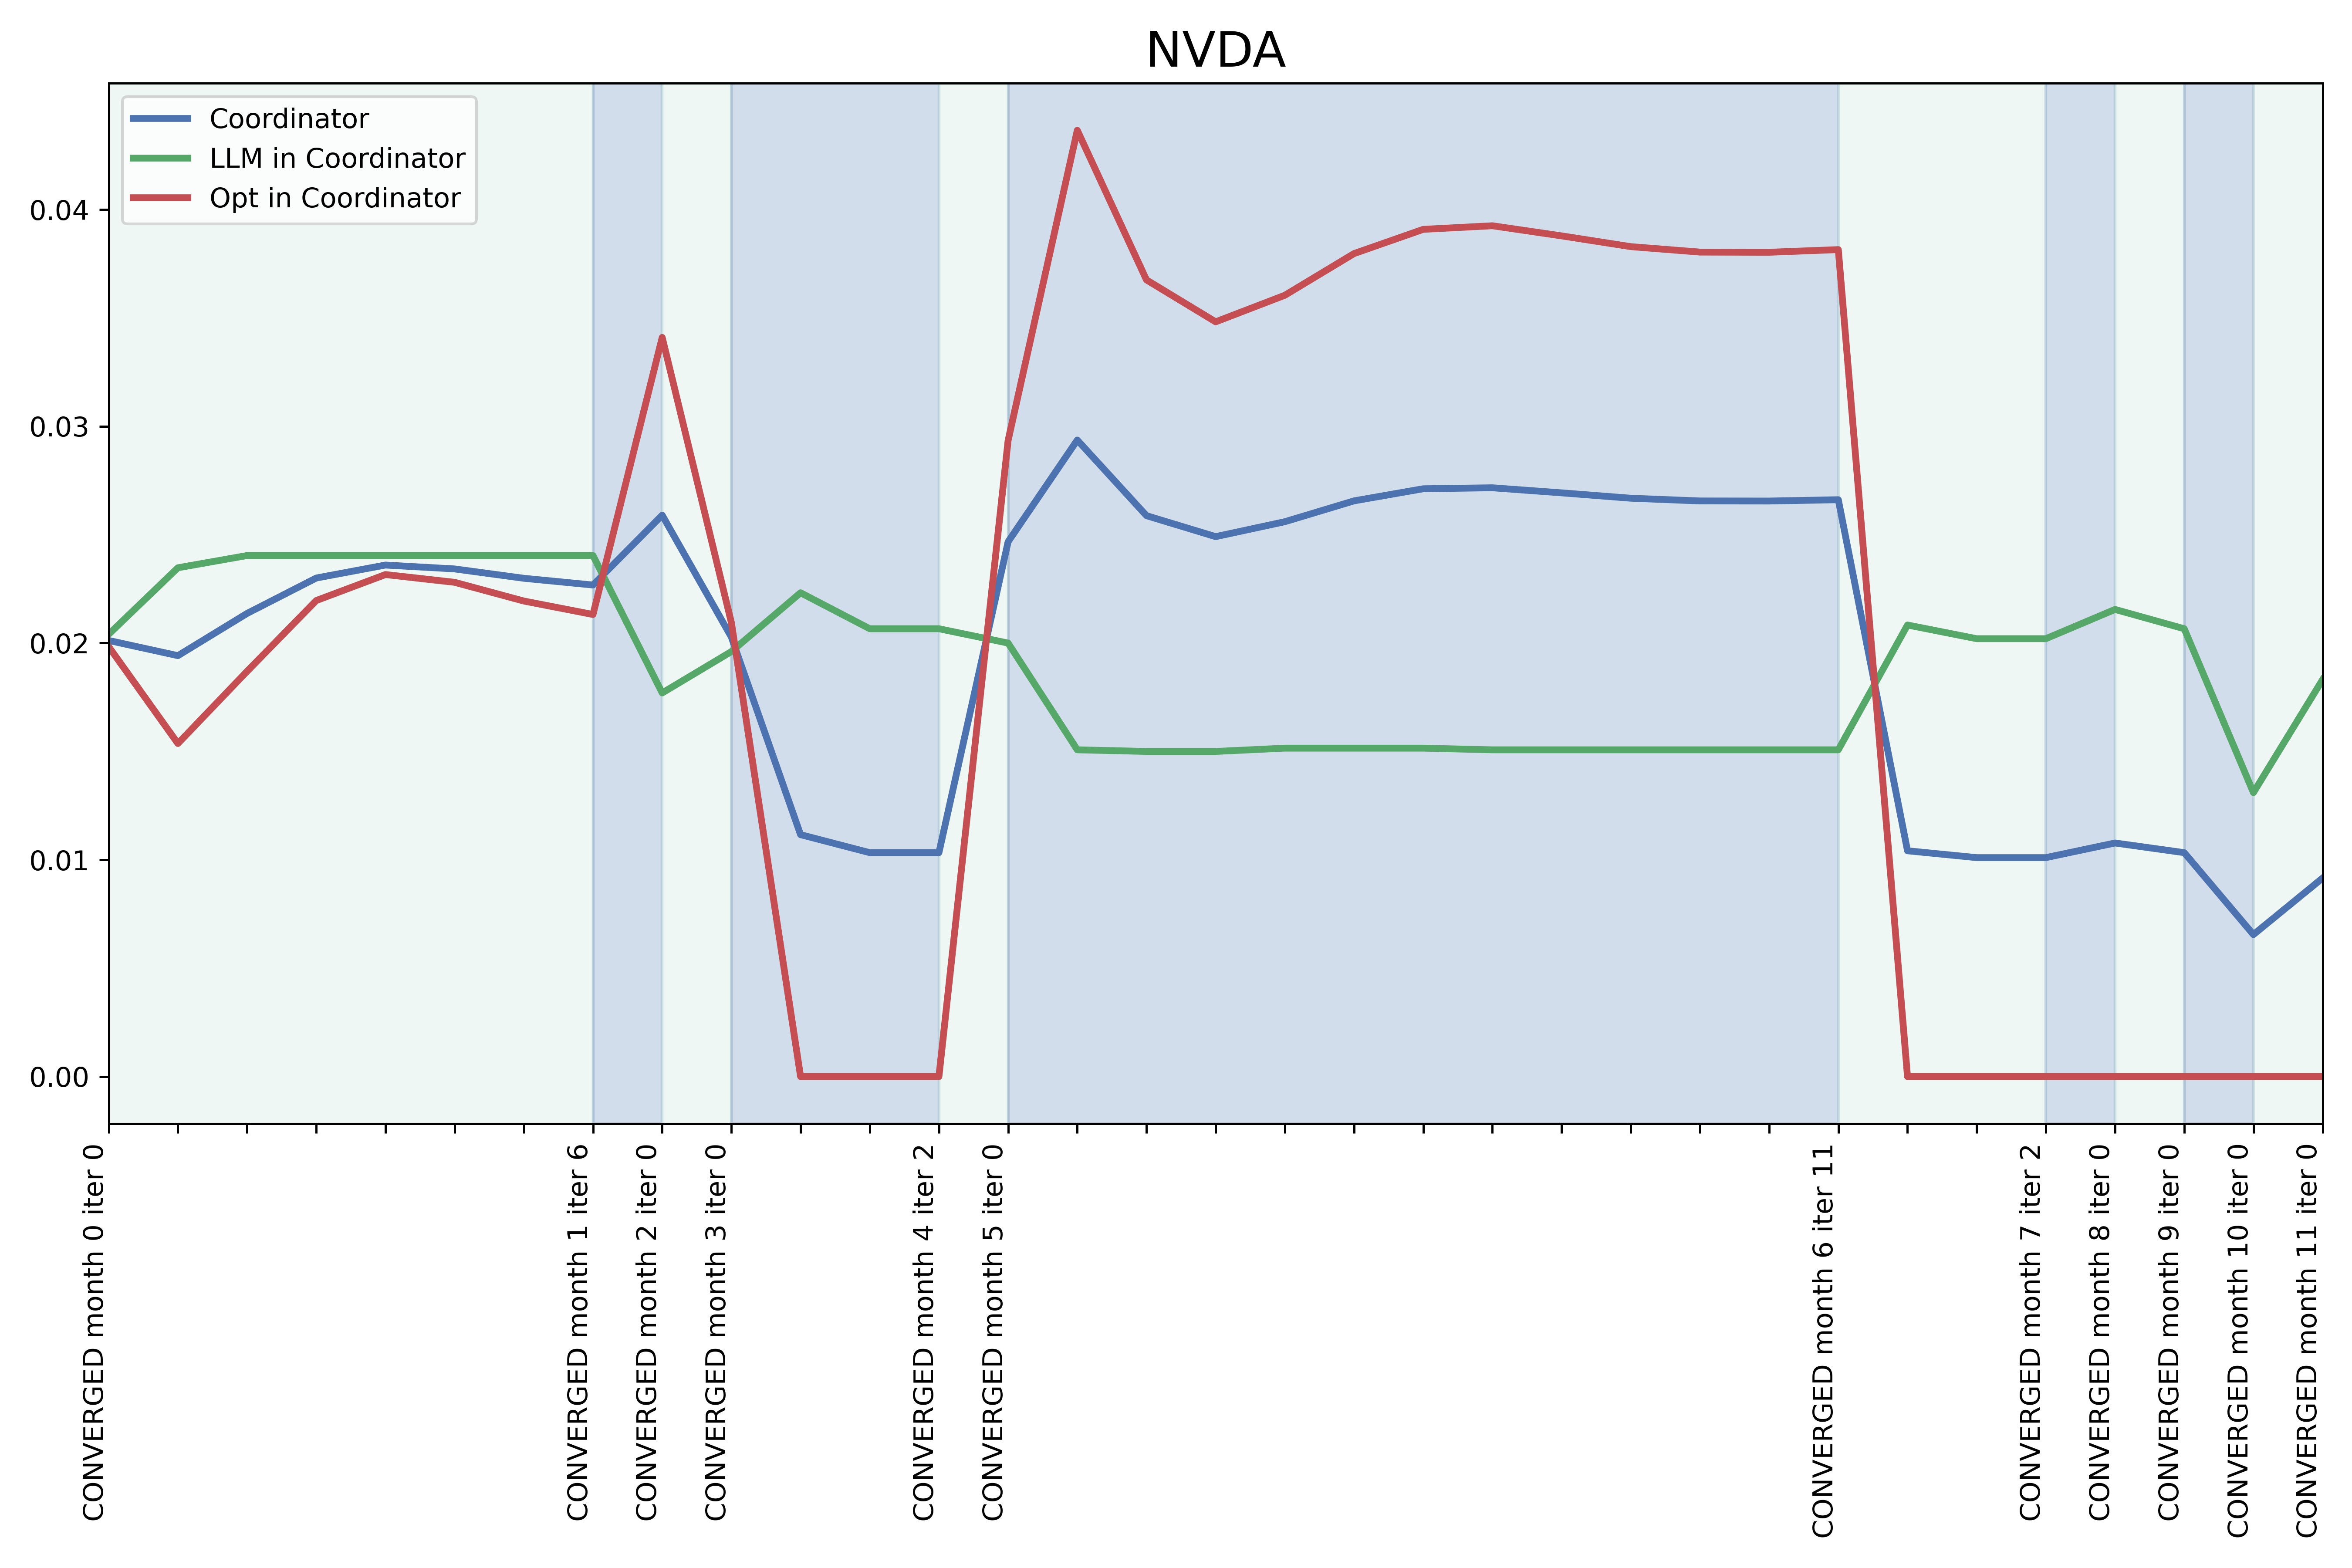 NVDA
Coordinator
LLM in Coordinator
Opt in Coordinator
0.04
0.03
0.02
0.01
0.00
CONVERGED month 0 iter 0
CONVERGED month 1 iter 6
CONVERGED month 2 iter 0
CONVERGED month 3 iter 0
CONVERGED month 4 iter 2
CONVERGED month 5 iter 0
CONVERGED month 6 iter 11
CONVERGED month 7 iter 2
CONVERGED month 8 iter 0
CONVERGED month 9 iter 0
CONVERGED month 10 iter 0
CONVERGED month 11 iter 0